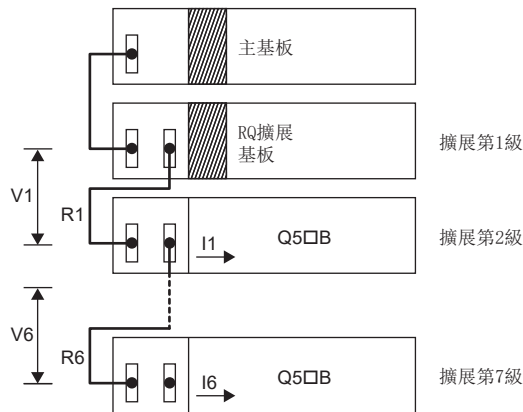 主基板
RQ擴展
基板
擴展第1級
V1
R1
I1
Q5□B
擴展第2級
V6
R6
I6
Q5□B
擴展第7級